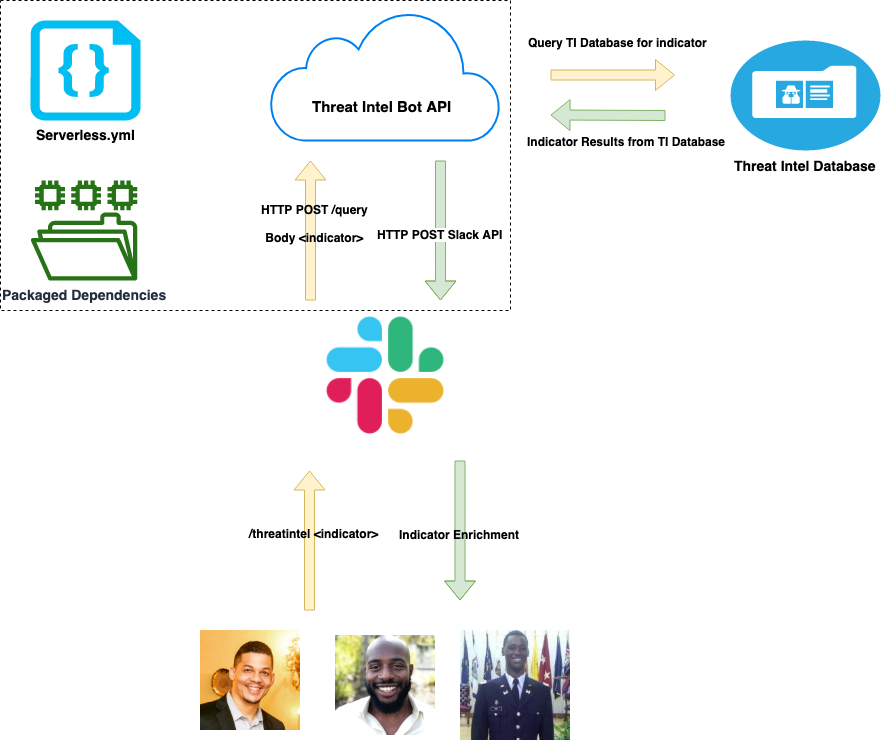 Query TI Database for indicator
Threat Intel Bot API
Serverless.yml
Indicator Results from TI Database
Threat Intel Database
HTTP POST /query
Body <indicator>
HTTP POST Slack API
Packaged Dependencies
/threatintel <indicator>
Indicator Enrichment